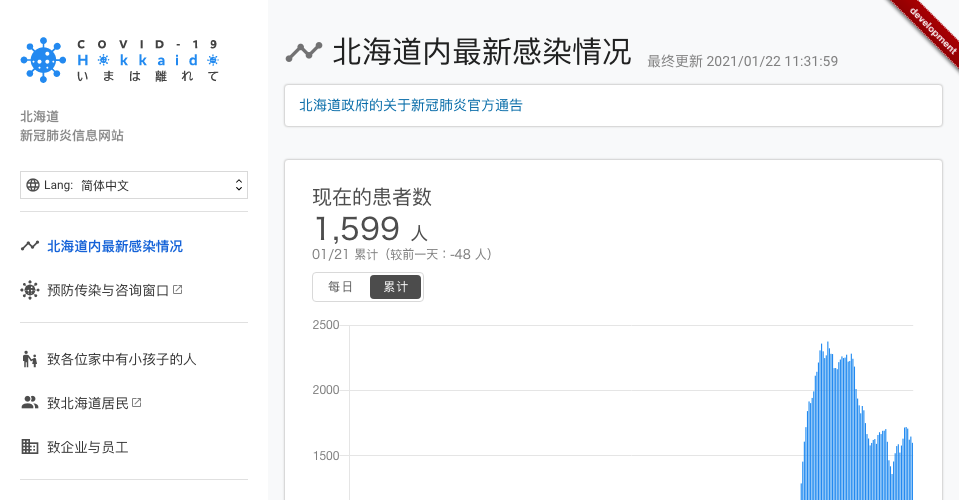 COVID-19
Hokkaido
いまは離れて
北海道
新冠肺炎信息网站
Lang: 简体中文
北海道内最新感染情况
预防传染与咨询窗口
致各位家中有小孩子的人
致北海道居民
致企业与员工
development
北海道内最新感染情况 最终更新 2021/01/22 11:31:59
北海道政府的关于新冠肺炎官方通告
现在的患者数
1,599 人
01/21 累计（较前一天：-48 人）
每日 累计
2500
2000
1500